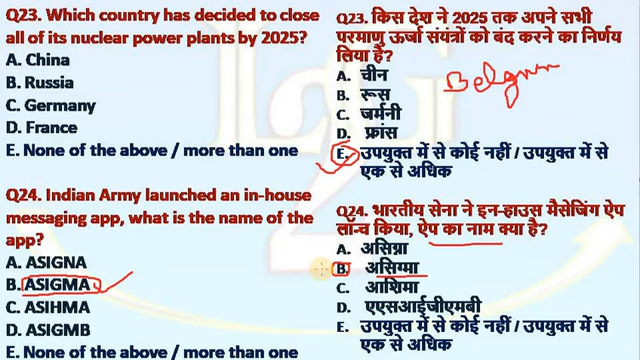 Q23. Which country has decided to close
all of its nuclear power plants by 2025?
A. China
B. Russia
C. Germany
D. France
E. None of the above / more than one
Q24. Indian Army launched an in-house
messaging app, what is the name of the
app?
A. ASIGNA
B. ASIGMA
C. ASIHMA
D. ASIGMB
E. None of the above / more than one
Q23. किस देश ने 2025 तक अपने सभी
परमाणु ऊर्जा संयंत्रों को बंद करने का निर्णय
लिया है?
A. चीन
B. रूस
C. जर्मनी
D. फ्रांस
E. उपयुक्त में से कोई नहीं / उपयुक्त में से
एक से अधिक
Belgium
Q24. भारतीय सेना ने इन-हाउस मैसेजिंग ऐप
लॉन्च किया, ऐप का नाम क्या है?
A. असिग्ना
B. असिग्मा
C. आशिमा
D. एएसआईजीएमबी
E. उपयुक्त में से कोई नहीं / उपयुक्त में से
एक से अधिक